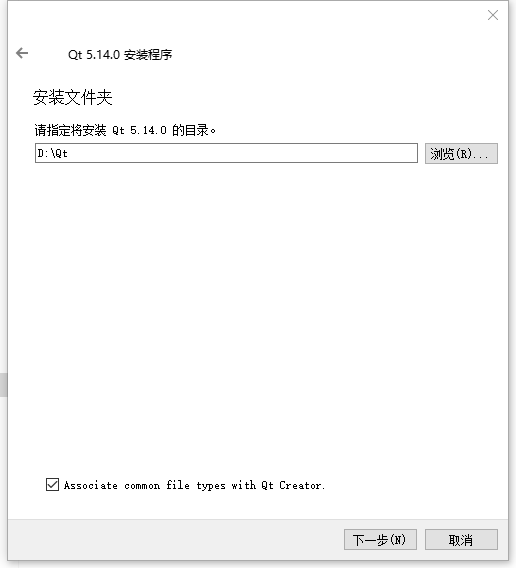 Qt 5.14.0 安装程序
安装文件夹
请指定将安装 Qt 5.14.0 的目录。
D:\Qt
浏览(R)...
Associate common file types with Qt Creator.
下一步(N)
取消